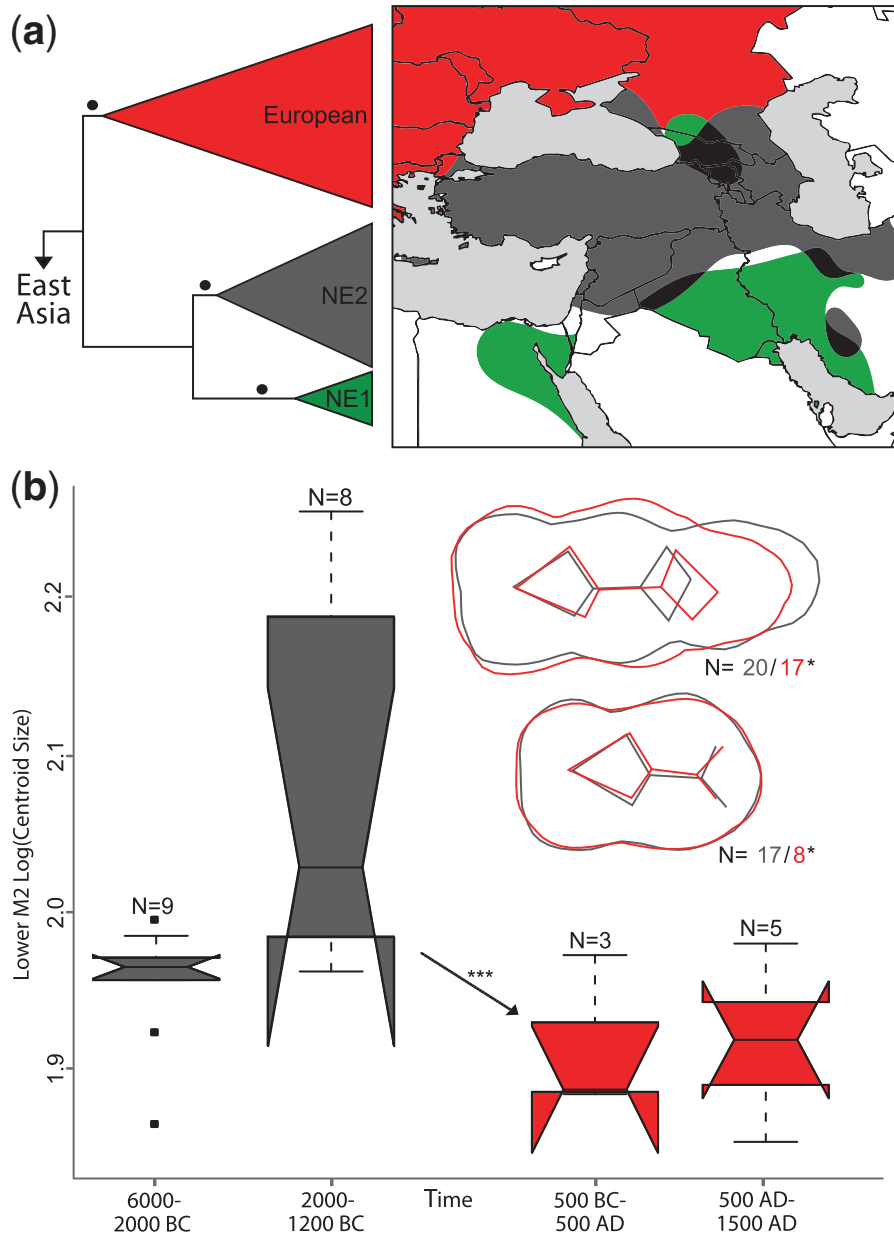 (a)
European
NE2
NE1
East
Asia
(b)
Lower M2 Log(Centroid Size)
2.2
2.1
2.0
1.9
N=9
N=8
N= 20/17*
N= 17/8*
***
N=3
N=5
6000-
2000 BC
2000-
1200 BC
Time
500 BC-
500 AD
500 AD-
1500 AD